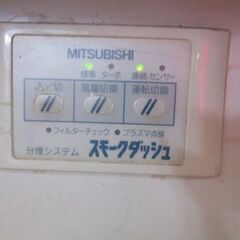 MITSUBISHI
標準 ターボ 連続 センサー
入／切 風量切換 運転切換
●フィルターチェック ●プラズマ点検
分煙システム スモークダッシュ